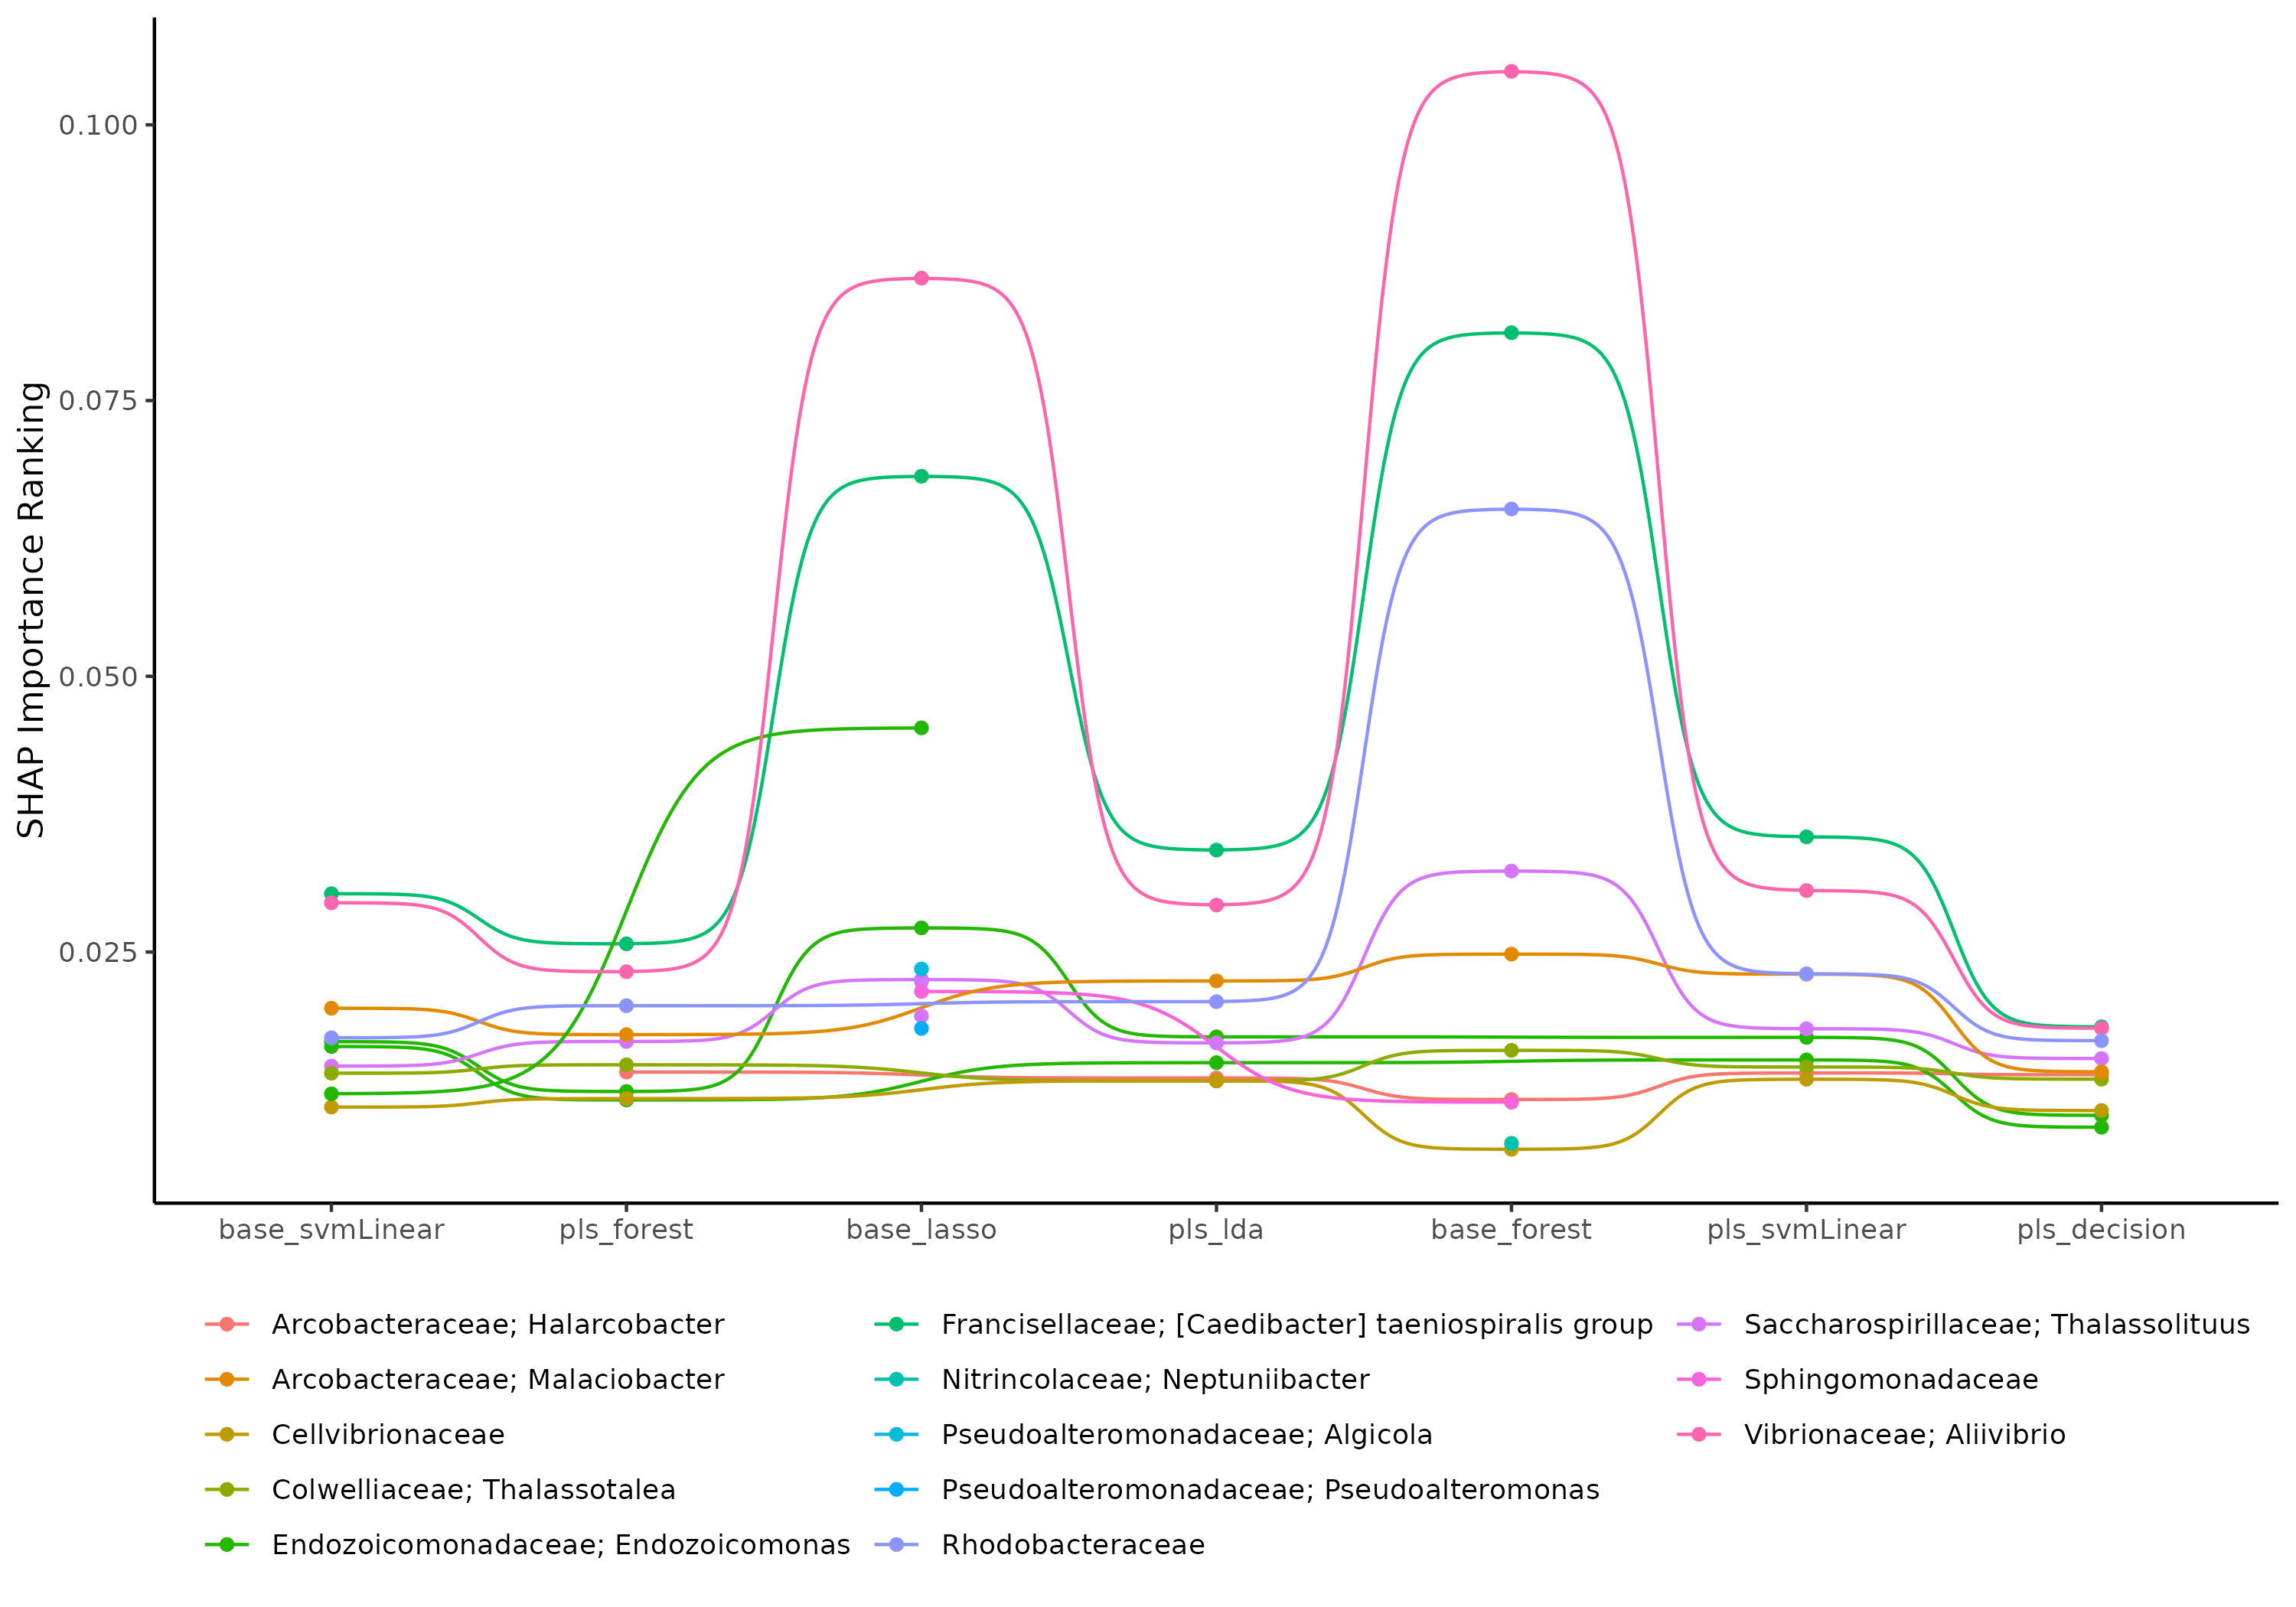 SHAP Importance Ranking
0.100
0.075
0.050
0.025
base_svmLinear
pls_forest
base_lasso
pls_lda
base_forest
pls_svmLinear
pls_decision
Arcobacteraceae; Halarcobacter
Arcobacteraceae; Malaciobacter
Cellvibrionaceae
Colwelliaceae; Thalassotalea
Endozoicomonadaceae; Endozoicomonas
Francisellaceae; [Caedibacter] taeniospiralis group
Nitrincolaceae; Neptuniibacter
Pseudoalteromonadaceae; Algicola
Pseudoalteromonadaceae; Pseudoalteromonas
Rhodobacteraceae
Saccharospirillaceae; Thalassolituus
Sphingomonadaceae
Vibrionaceae; Aliivibrio